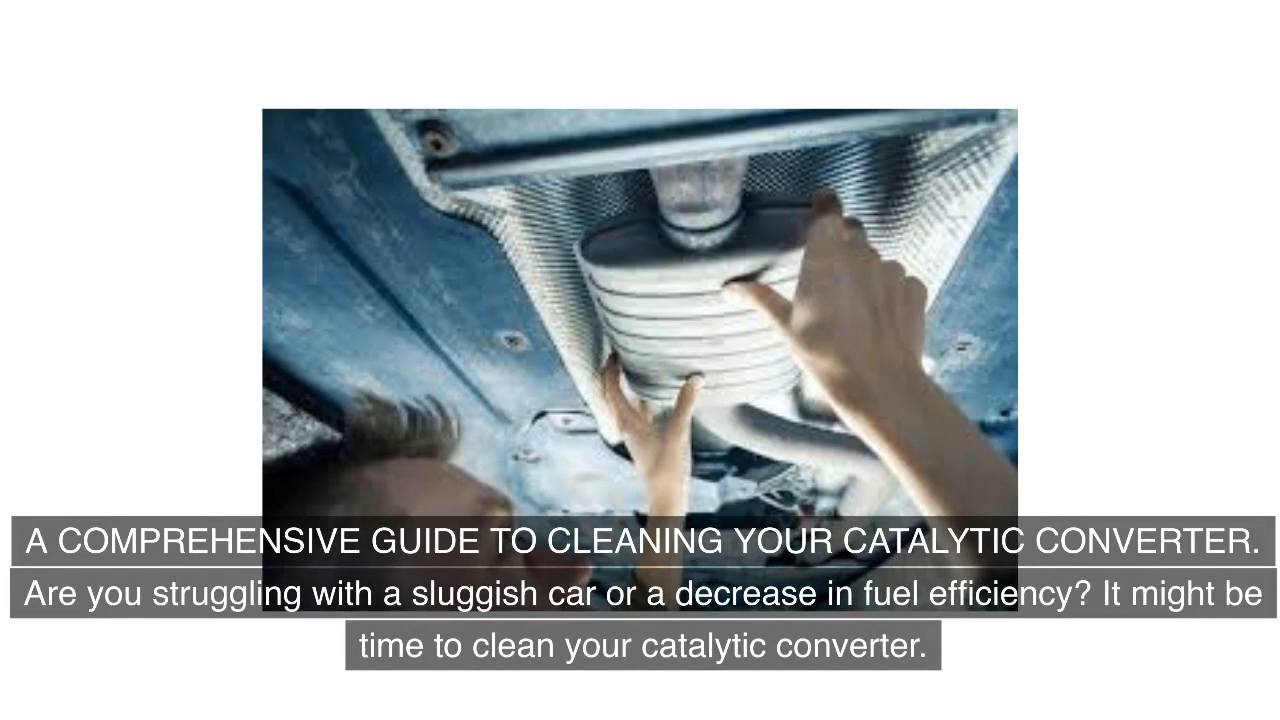 A COMPREHENSIVE GUIDE TO CLEANING YOUR CATALYTIC CONVERTER.
Are you struggling with a sluggish car or a decrease in fuel efficiency? It might be
time to clean your catalytic converter.